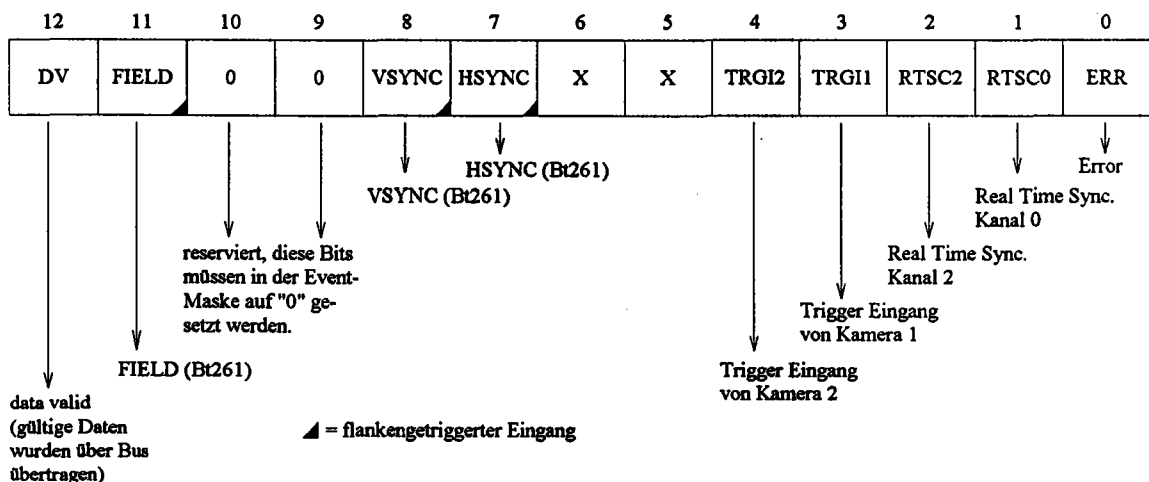 12 11 10 9 8 7 6 5 4 3 2 1 0
DV FIELD 0 0 VSYNC HSYNC X X TRGI2 TRGI1 RTSC2 RTSC0 ERR
HSYNC (Bt261)
Error
VSYNC (Bt261)
Real Time Sync.
Kanal 0
reserviert, diese Bits
müssen in der Event-
Maske auf "0" ge-
setzt werden.
Real Time Sync.
Kanal 2
Trigger Eingang
von Kamera 1
FIELD (Bt261)
Trigger Eingang
von Kamera 2
data valid
(gültige Daten
wurden über Bus
übertragen)
= flankengetriggerter Eingang